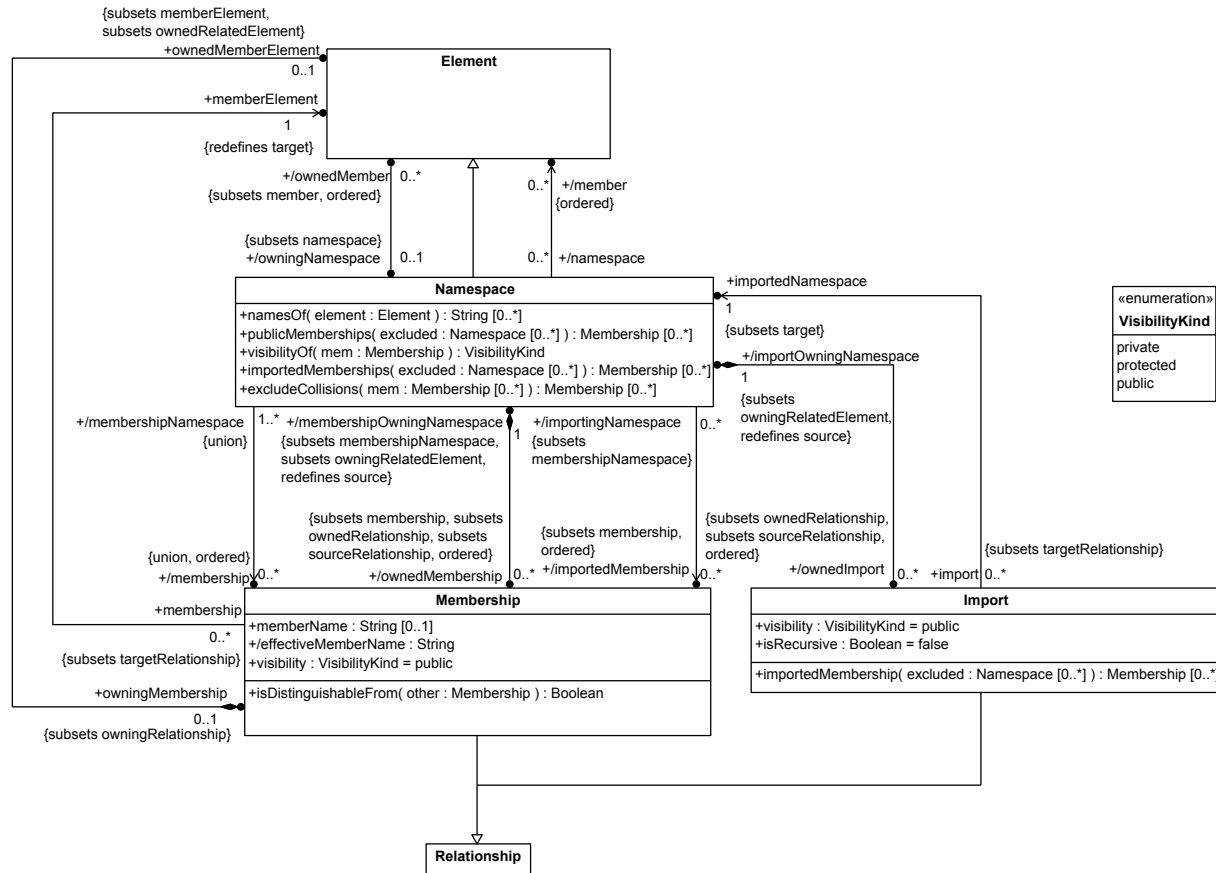 {subsets memberElement,
subsets ownedRelatedElement}
+ownedMemberElement
0..1
Element
+memberElement
1
{redefines target}
+/ownedMember
0..*
{subsets member, ordered}
0..*
+/member
{ordered}
{subsets namespace}
+/owningNamespace
0..1
0..*
+/namespace
Namespace
+namesOf( element : Element ) : String [0..*]
+publicMemberships( excluded : Namespace [0..*] ) : Membership [0..*]
+visibilityOf( mem : Membership ) : VisibilityKind
+importedMemberships( excluded : Namespace [0..*] ) : Membership [0..*]
+excludeCollisions( mem : Membership [0..*] ) : Membership [0..*]
+importedNamespace
1
{subsets target}
+/importOwningNamespace
1
{subsets
owningRelatedElement,
redefines source}
«enumeration»
VisibilityKind
private
protected
public
+/membershipNamespace
1..*
{union}
+/membershipOwningNamespace
1
{subsets membershipNamespace,
subsets owningRelatedElement,
redefines source}
+/importingNamespace
0..*
{subsets
membershipNamespace}
{union, ordered}
+/membership
0..*
{subsets membership, subsets
ownedRelationship, subsets
sourceRelationship, ordered}
+/ownedMembership
0..*
{subsets membership,
ordered}
+/importedMembership
0..*
{subsets ownedRelationship,
subsets sourceRelationship,
ordered}
+/ownedImport
0..*
{subsets targetRelationship}
+import
0..*
Membership
+memberName : String [0..1]
+/effectiveMemberName : String
+visibility : VisibilityKind = public
+isDistinguishableFrom( other : Membership ) : Boolean
+membership
0..*
{subsets targetRelationship}
+owningMembership
0..1
{subsets owningRelationship}
Import
+visibility : VisibilityKind = public
+isRecursive : Boolean = false
+importedMembership( excluded : Namespace [0..*] ) : Membership [0..*]
Relationship